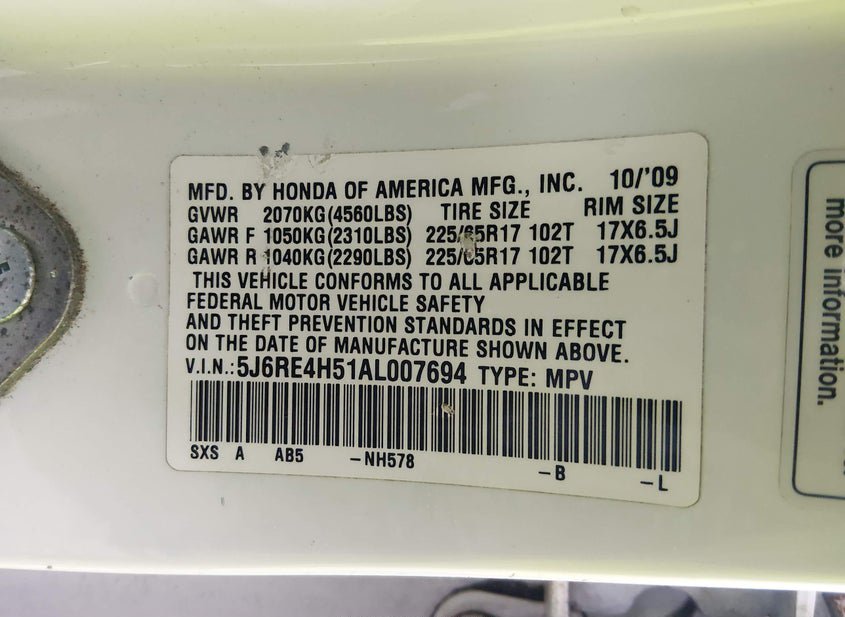 MFD. BY HONDA OF AMERICA MFG., INC. 10/'09
GVWR 2070KG(4560LBS) TIRE SIZE RIM SIZE
GAWR F 1050KG(2310LBS) 225/65R17 102T 17X6.5J
GAWR R 1040KG(2290LBS) 225/65R17 102T 17X6.5J
THIS VEHICLE CONFORMS TO ALL APPLICABLE
FEDERAL MOTOR VEHICLE SAFETY
AND THEFT PREVENTION STANDARDS IN EFFECT
ON THE DATE OF MANUFACTURE SHOWN ABOVE.
V.I.N.:5J6RE4H51AL007694 TYPE: MPV
SXS A AB5 -NH578 -B -L
more information.